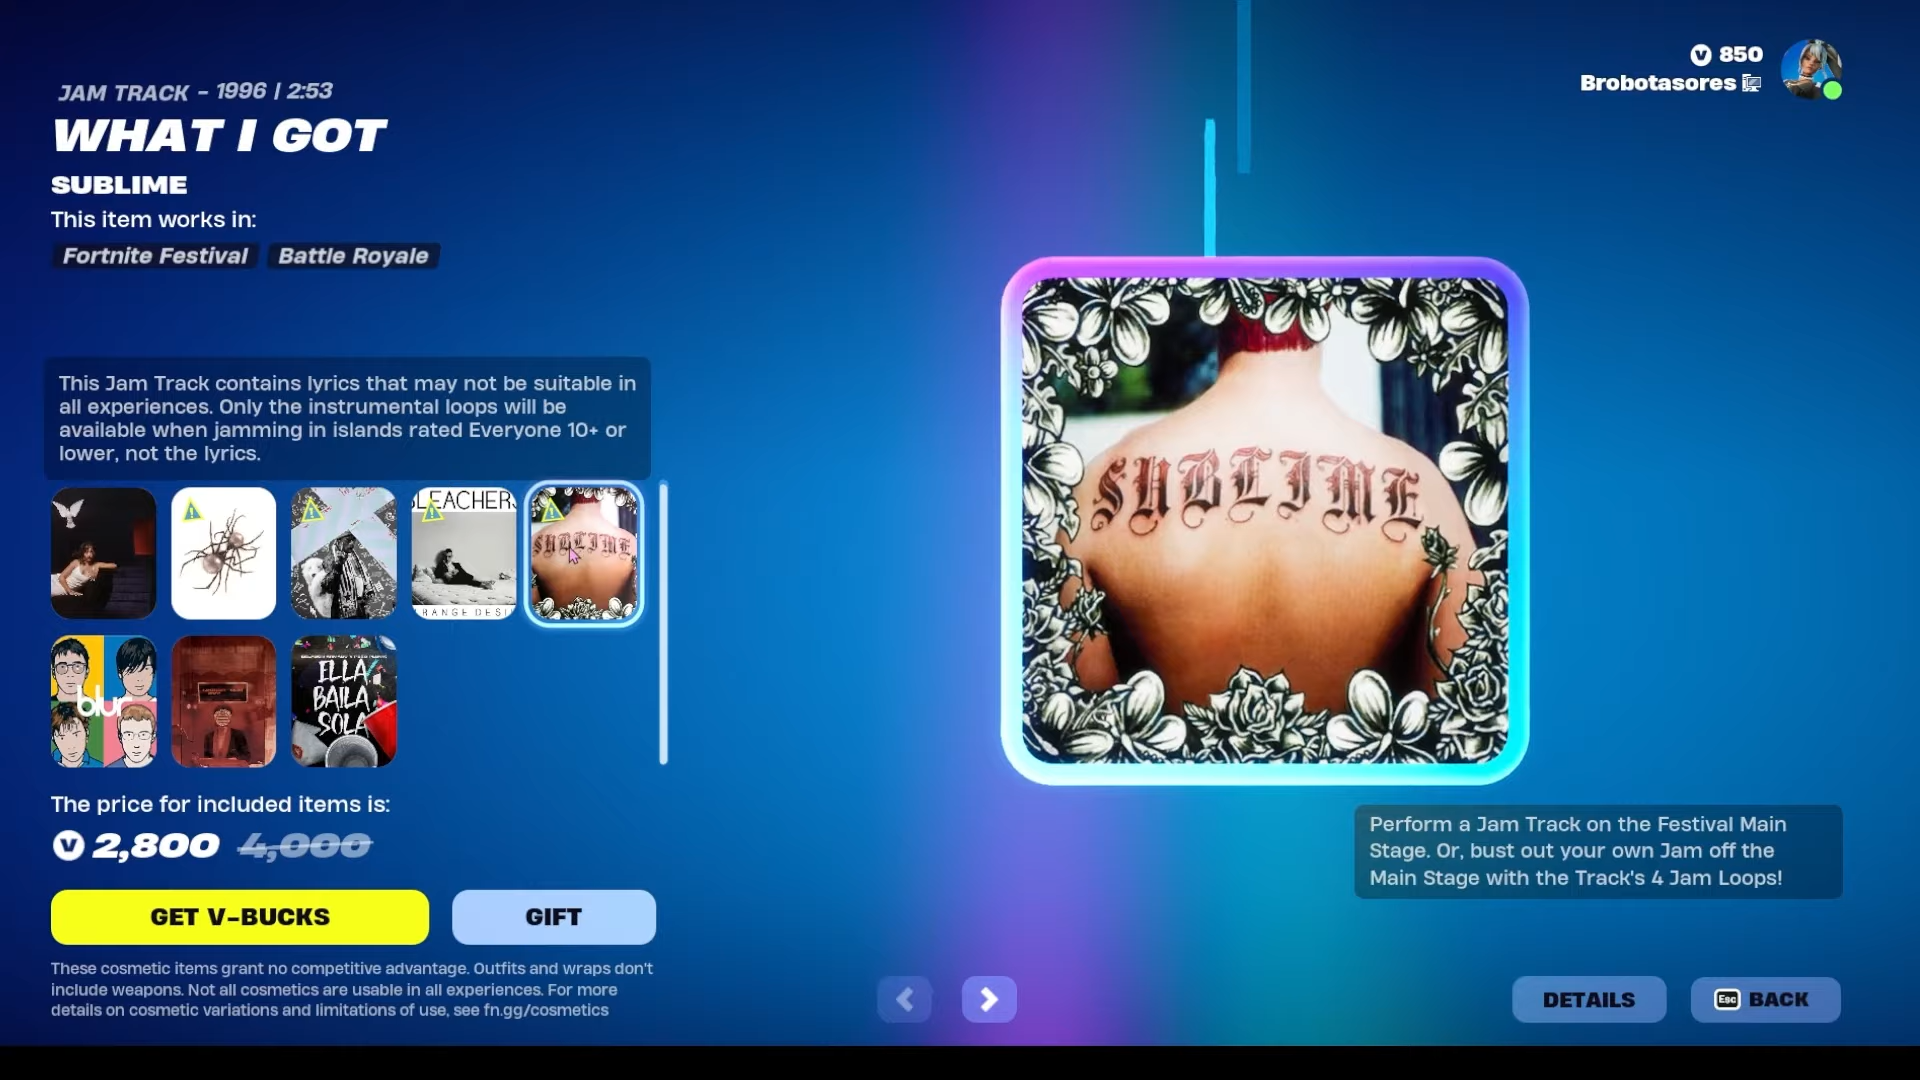 JAM TRACK - 1996 | 2:53
WHAT I GOT
SUBLIME
This item works in:
Fortnite Festival
Battle Royale
This Jam Track contains lyrics that may not be suitable in
all experiences. Only the instrumental loops will be
available when jamming in islands rated Everyone 10+ or
lower, not the lyrics.
BLEACHERS
SUBLIME
blur
ELLA
BAILA
SOLA
The price for included items is:
2,800 4,000
GET V-BUCKS
GIFT
These cosmetic items grant no competitive advantage. Outfits and wraps don't
include weapons. Not all cosmetics are usable in all experiences. For more
details on cosmetic variations and limitations of use, see fn.gg/cosmetics
850
Brobotasores
SUBLIME
Perform a Jam Track on the Festival Main
Stage. Or, bust out your own Jam off the
Main Stage with the Track's 4 Jam Loops!
DETAILS
Esc BACK